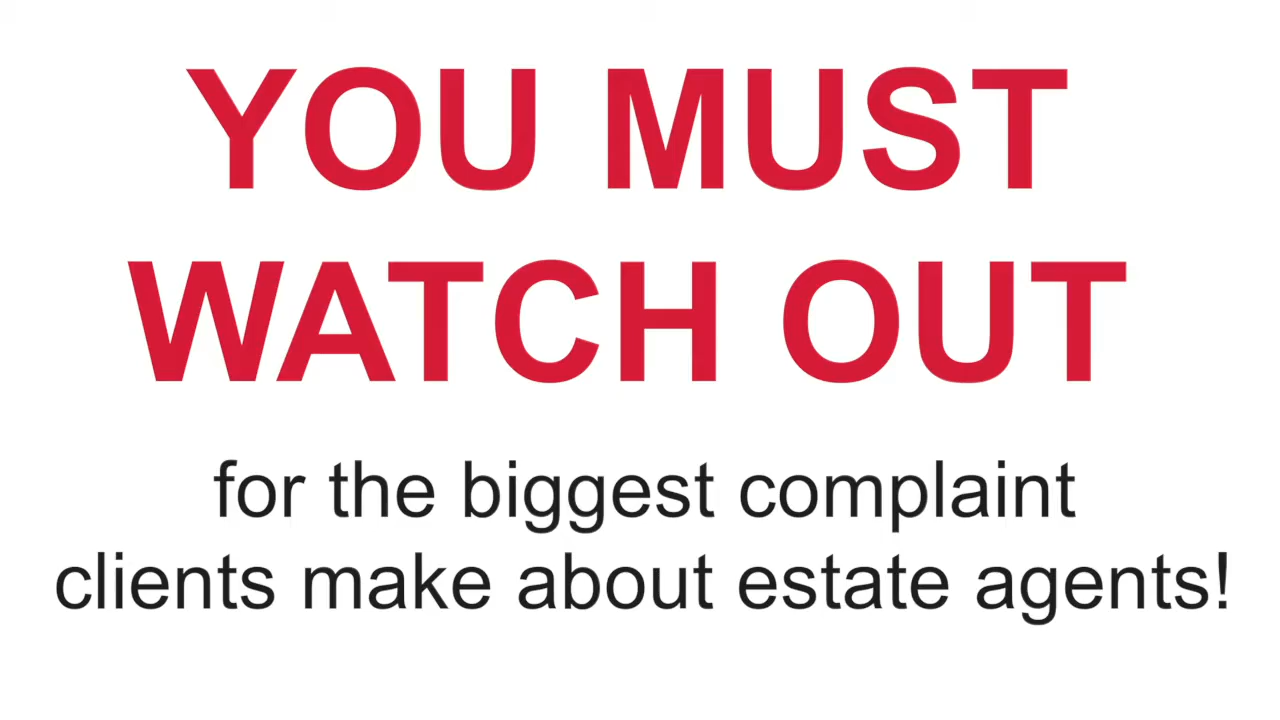 YOU MUST
WATCH OUT
for the biggest complaint
clients make about estate agents!